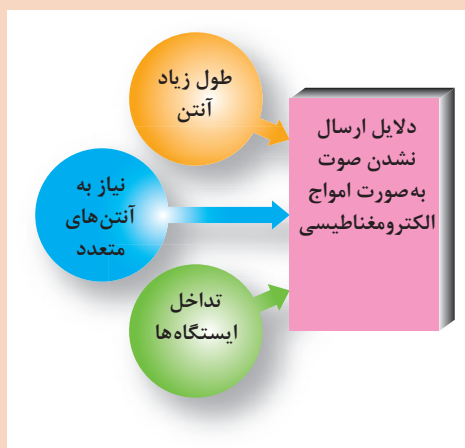 طول زیاد
آنتن
دلایل ارسال
نشدن صوت
به‌صورت امواج
الکترومغناطیسی
نیاز به
آنتن‌های
متعدد
تداخل
ایستگاه‌ها